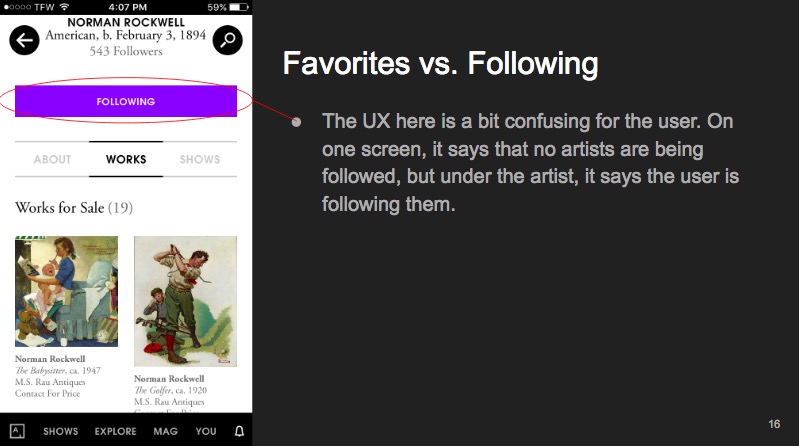 TFW 4:07 PM 59%
NORMAN ROCKWELL
American, b. February 3, 1894
543 Followers
FOLLOWING
ABOUT WORKS SHOWS
Works for Sale (19)
Norman Rockwell
The Babysitter, ca. 1947
M.S. Rau Antiques
Contact For Price
Norman Rockwell
The Golfer, ca. 1920
M.S. Rau Antiques
Contact For Price
A
SHOWS EXPLORE MAG YOU
Favorites vs. Following
The UX here is a bit confusing for the user. On
one screen, it says that no artists are being
followed, but under the artist, it says the user is
following them.
16